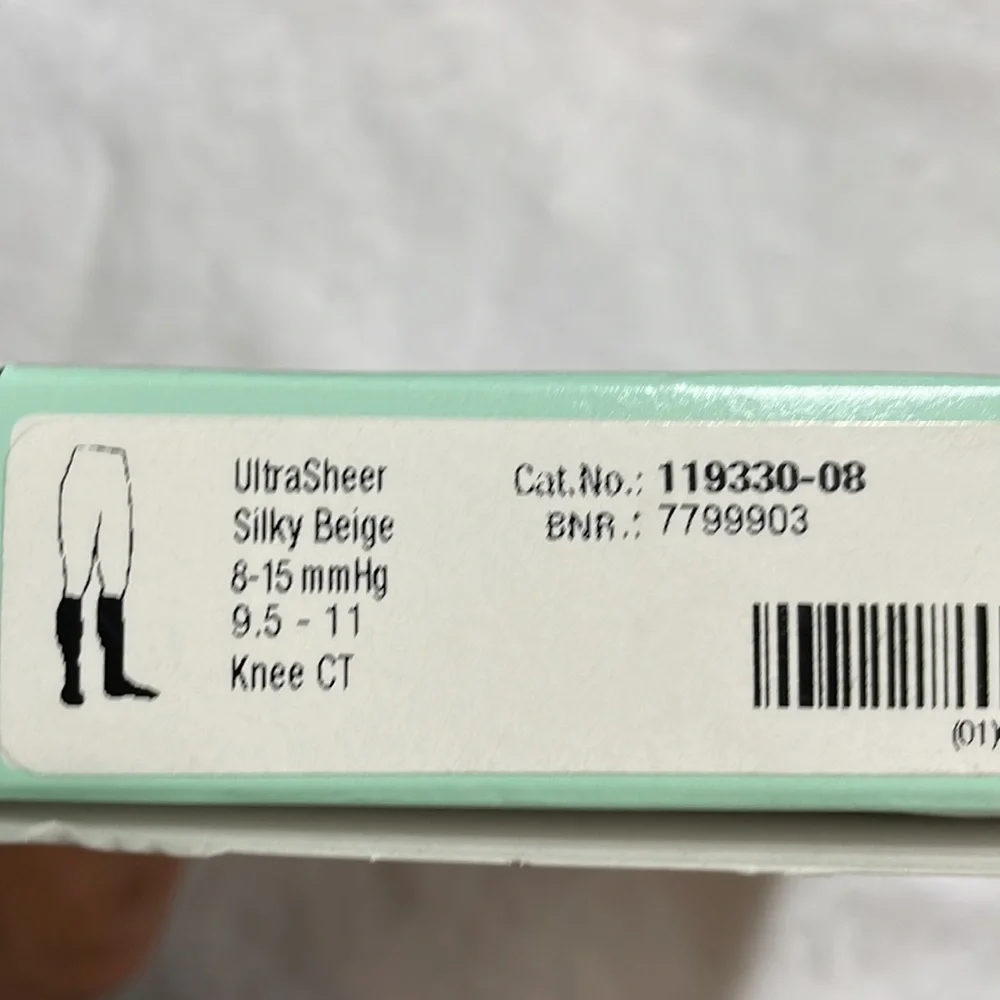 UltraSheer
Silky Beige
8-15 mmHg
9.5 - 11
Knee CT
Cat.No.: 119330-08
BNR.: 7799903
(01)